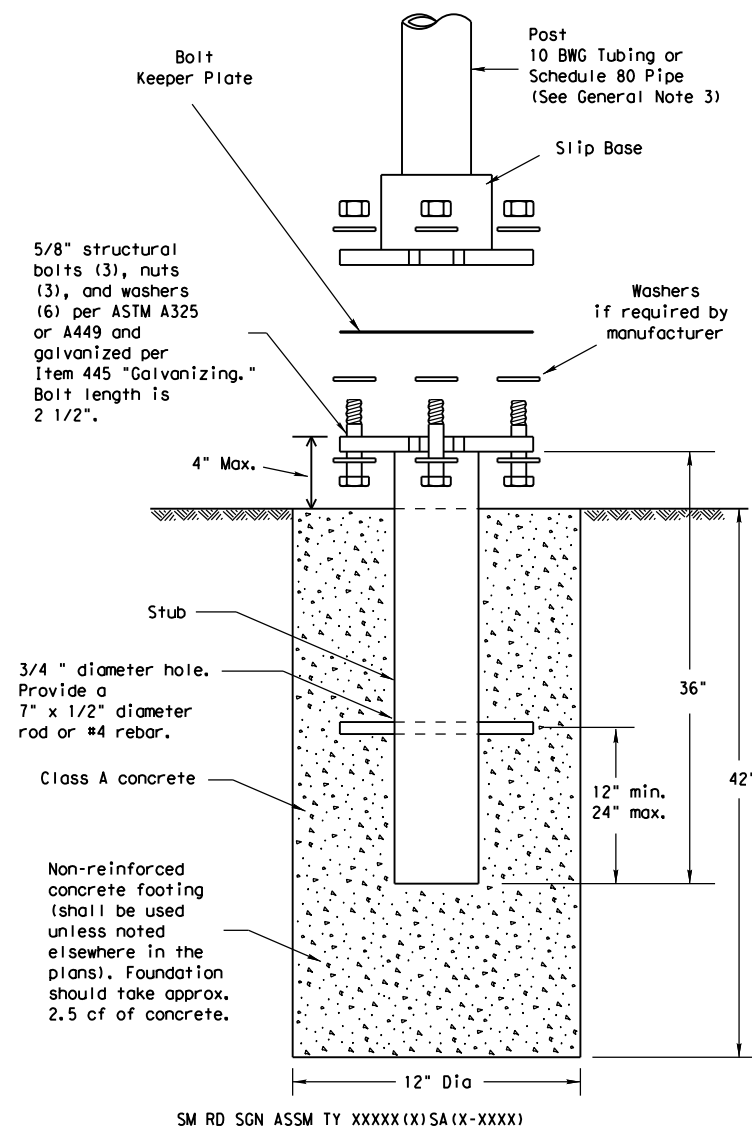 Bolt
Keeper Plate
Post
10 BWG Tubing or
Schedule 80 Pipe
(See General Note 3)
Slip Base
5/8" structural
bolts (3), nuts
(3), and washers
(6) per ASTM A325
or A449 and
galvanized per
Item 445 "Galvanizing."
Bolt length is
2 1/2".
Washers
if required by
manufacturer
4" Max.
Stub
3/4 " diameter hole.
Provide a
7" x 1/2" diameter
rod or #4 rebar.
36"
Class A concrete
12" min.
24" max.
42"
Non-reinforced
concrete footing
(shall be used
unless noted
elsewhere in the
plans). Foundation
should take approx.
2.5 cf of concrete.
12" Dia
SM RD SGN ASSM TY XXXXX(X)SA(X-XXXX)